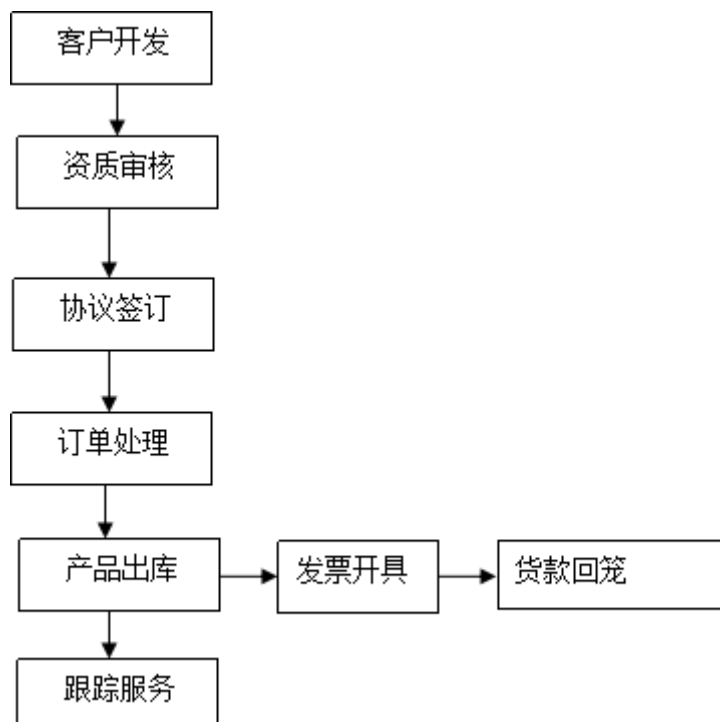 客户开发
资质审核
协议签订
订单处理
产品出库
发票开具
货款回笼
跟踪服务